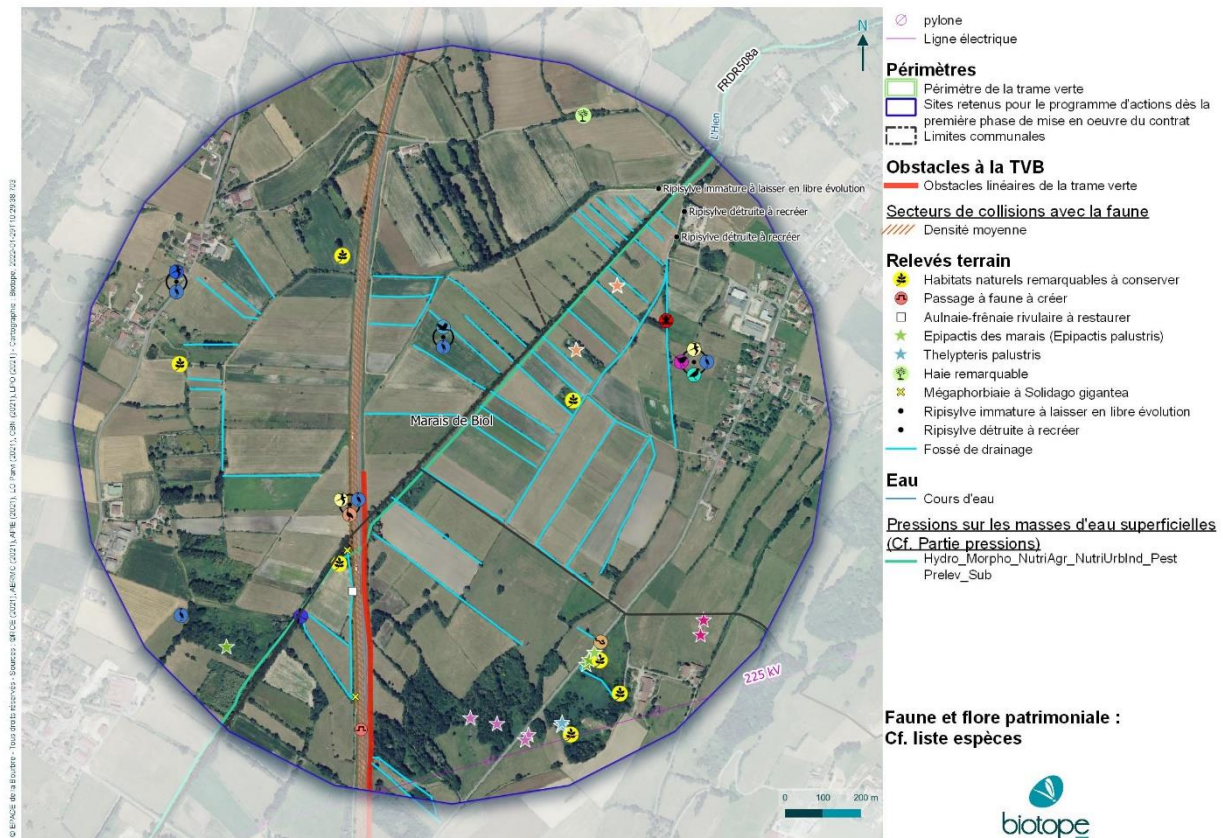 N
FRDR508a
L'Hien
Ripisylve immature à laisser en libre évolution
Ripisylve détruite à recréer
Ripisylve détruite à recréer
Marais de Biol
225 kV
0 100 200 m
pylone
Ligne électrique
Périmètres
Périmètre de la trame verte
Sites retenus pour le programme d'actions dès la
première phase de mise en oeuvre du contrat
Limites communales
Obstacles à la TVB
Obstacles linéaires de la trame verte
Secteurs de collisions avec la faune
Densité moyenne
Relevés terrain
Habitats naturels remarquables à conserver
Passage à faune à créer
Aulnaie-frênaie rivulaire à restaurer
Epipactis des marais (Epipactis palustris)
Thelypteris palustris
Haie remarquable
Mégaphorbiaie à Solidago gigantea
Ripisylve immature à laisser en libre évolution
Ripisylve détruite à recréer
Fossé de drainage
Eau
Cours d'eau
Pressions sur les masses d'eau superficielles
(Cf. Partie pressions)
Hydro_Morpho_NutriAgr_NutriUrbInd_Pest
Prelev_Sub
Faune et flore patrimoniale :
Cf. liste espèces
biotope